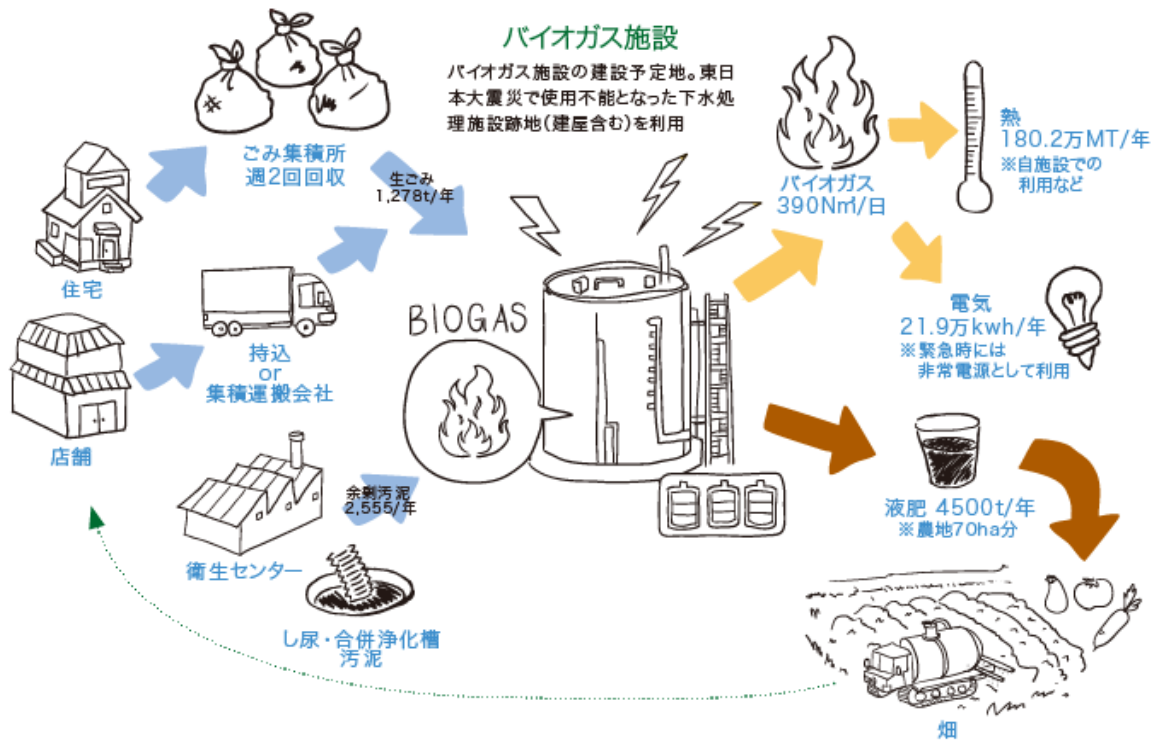 バイオガス施設
バイオガス施設の建設予定地。東日
本大震災で使用不能となった下水処
理施設跡地(建屋含む)を利用
ごみ集積所
週2回回収
生ごみ
1,278t/年
住宅
持込
or
集積運搬会社
店舗
衛生センター
余剰汚泥
2,555/年
し尿・合併浄化槽
汚泥
BIOGAS
バイオガス
390N㎥/日
熱
180.2万MT/年
※自施設での
利用など
電気
21.9万kwh/年
※緊急時には
非常電源として利用
液肥 4500t/年
※農地70ha分
畑